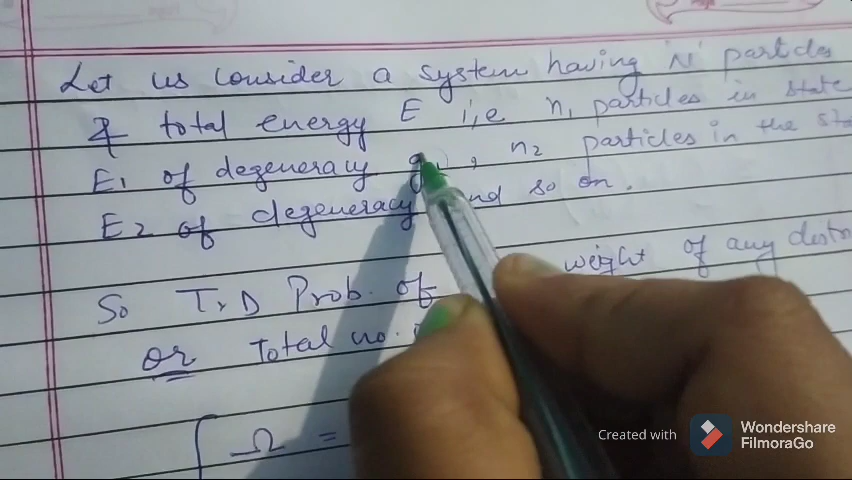 Let us consider a system having 'N' particles
& total energy E i,e n1 particles in state
E1 of degeneracy g1, n2 particles in the
E2 of degeneracy and so on.
So T,D Prob. of weight of any
or Total no.
Ω =
Created with Wondershare FilmoraGo